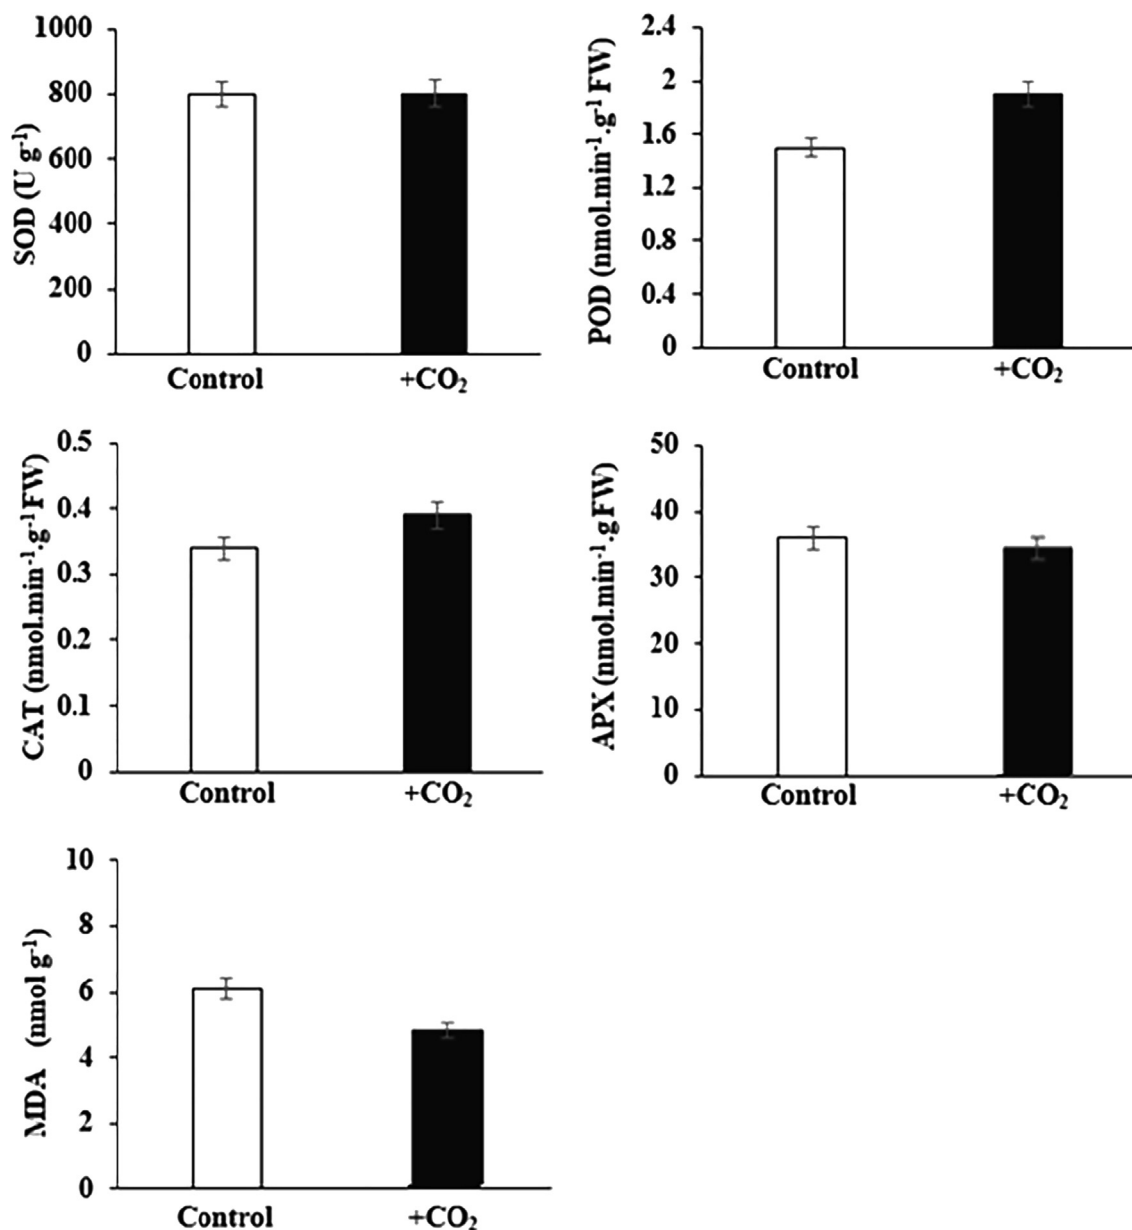 SOD (U g⁻¹)
1000
800
600
400
200
0
Control
+CO₂
POD (nmol.min⁻¹.g⁻¹ FW)
2.4
2
1.6
1.2
0.8
0.4
0
Control
+CO₂
CAT (nmol.min⁻¹.g⁻¹FW)
0.5
0.4
0.3
0.2
0.1
0
Control
+CO₂
APX (nmol.min⁻¹.g FW)
50
40
30
20
10
0
Control
+CO₂
MDA (nmol g⁻¹)
10
8
6
4
2
0
Control
+CO₂